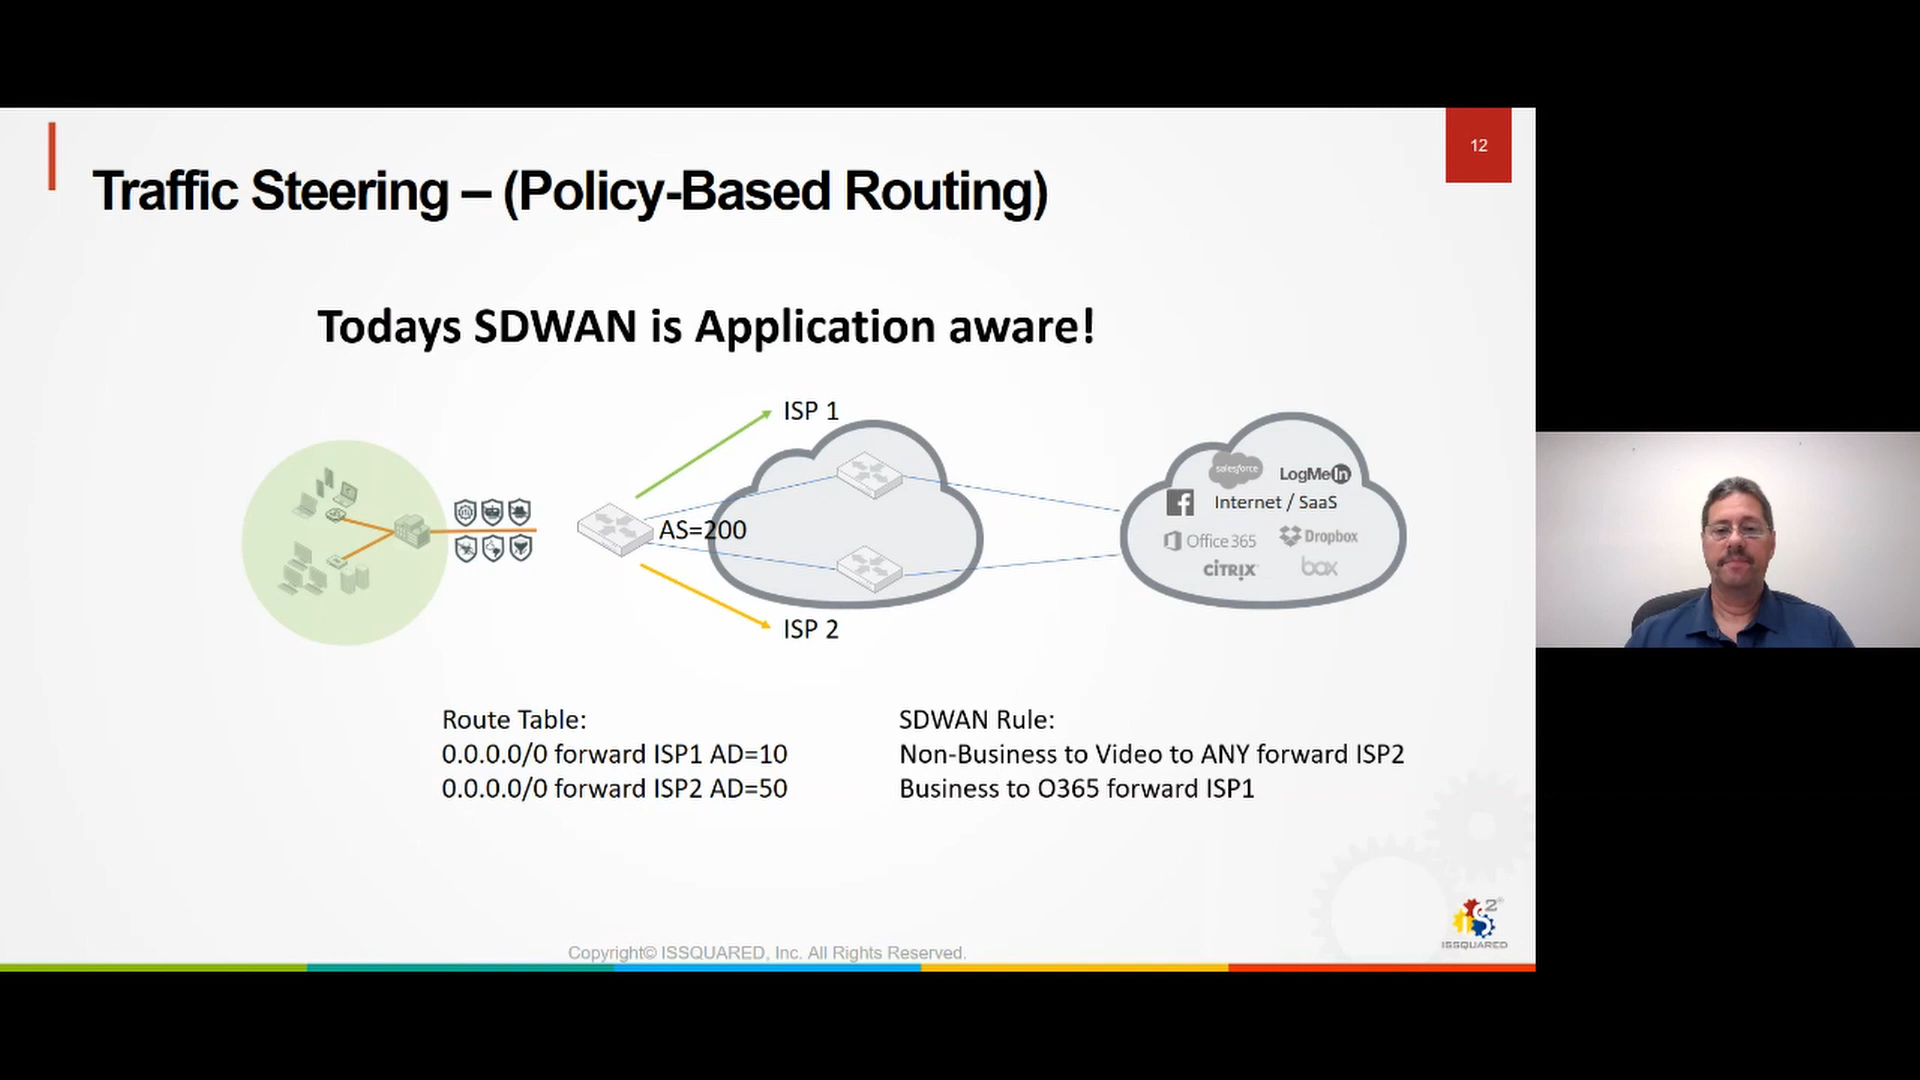 12
Traffic Steering – (Policy-Based Routing)
Todays SDWAN is Application aware!
ISP 1
AS=200
ISP 2
salesforce
LogMeIn
Internet / SaaS
Office 365
Dropbox
CITRIX
box
Route Table:
0.0.0.0/0 forward ISP1 AD=10
0.0.0.0/0 forward ISP2 AD=50
SDWAN Rule:
Non-Business to Video to ANY forward ISP2
Business to O365 forward ISP1
iS2®
ISSQUARED
Copyright© ISSQUARED, Inc. All Rights Reserved.